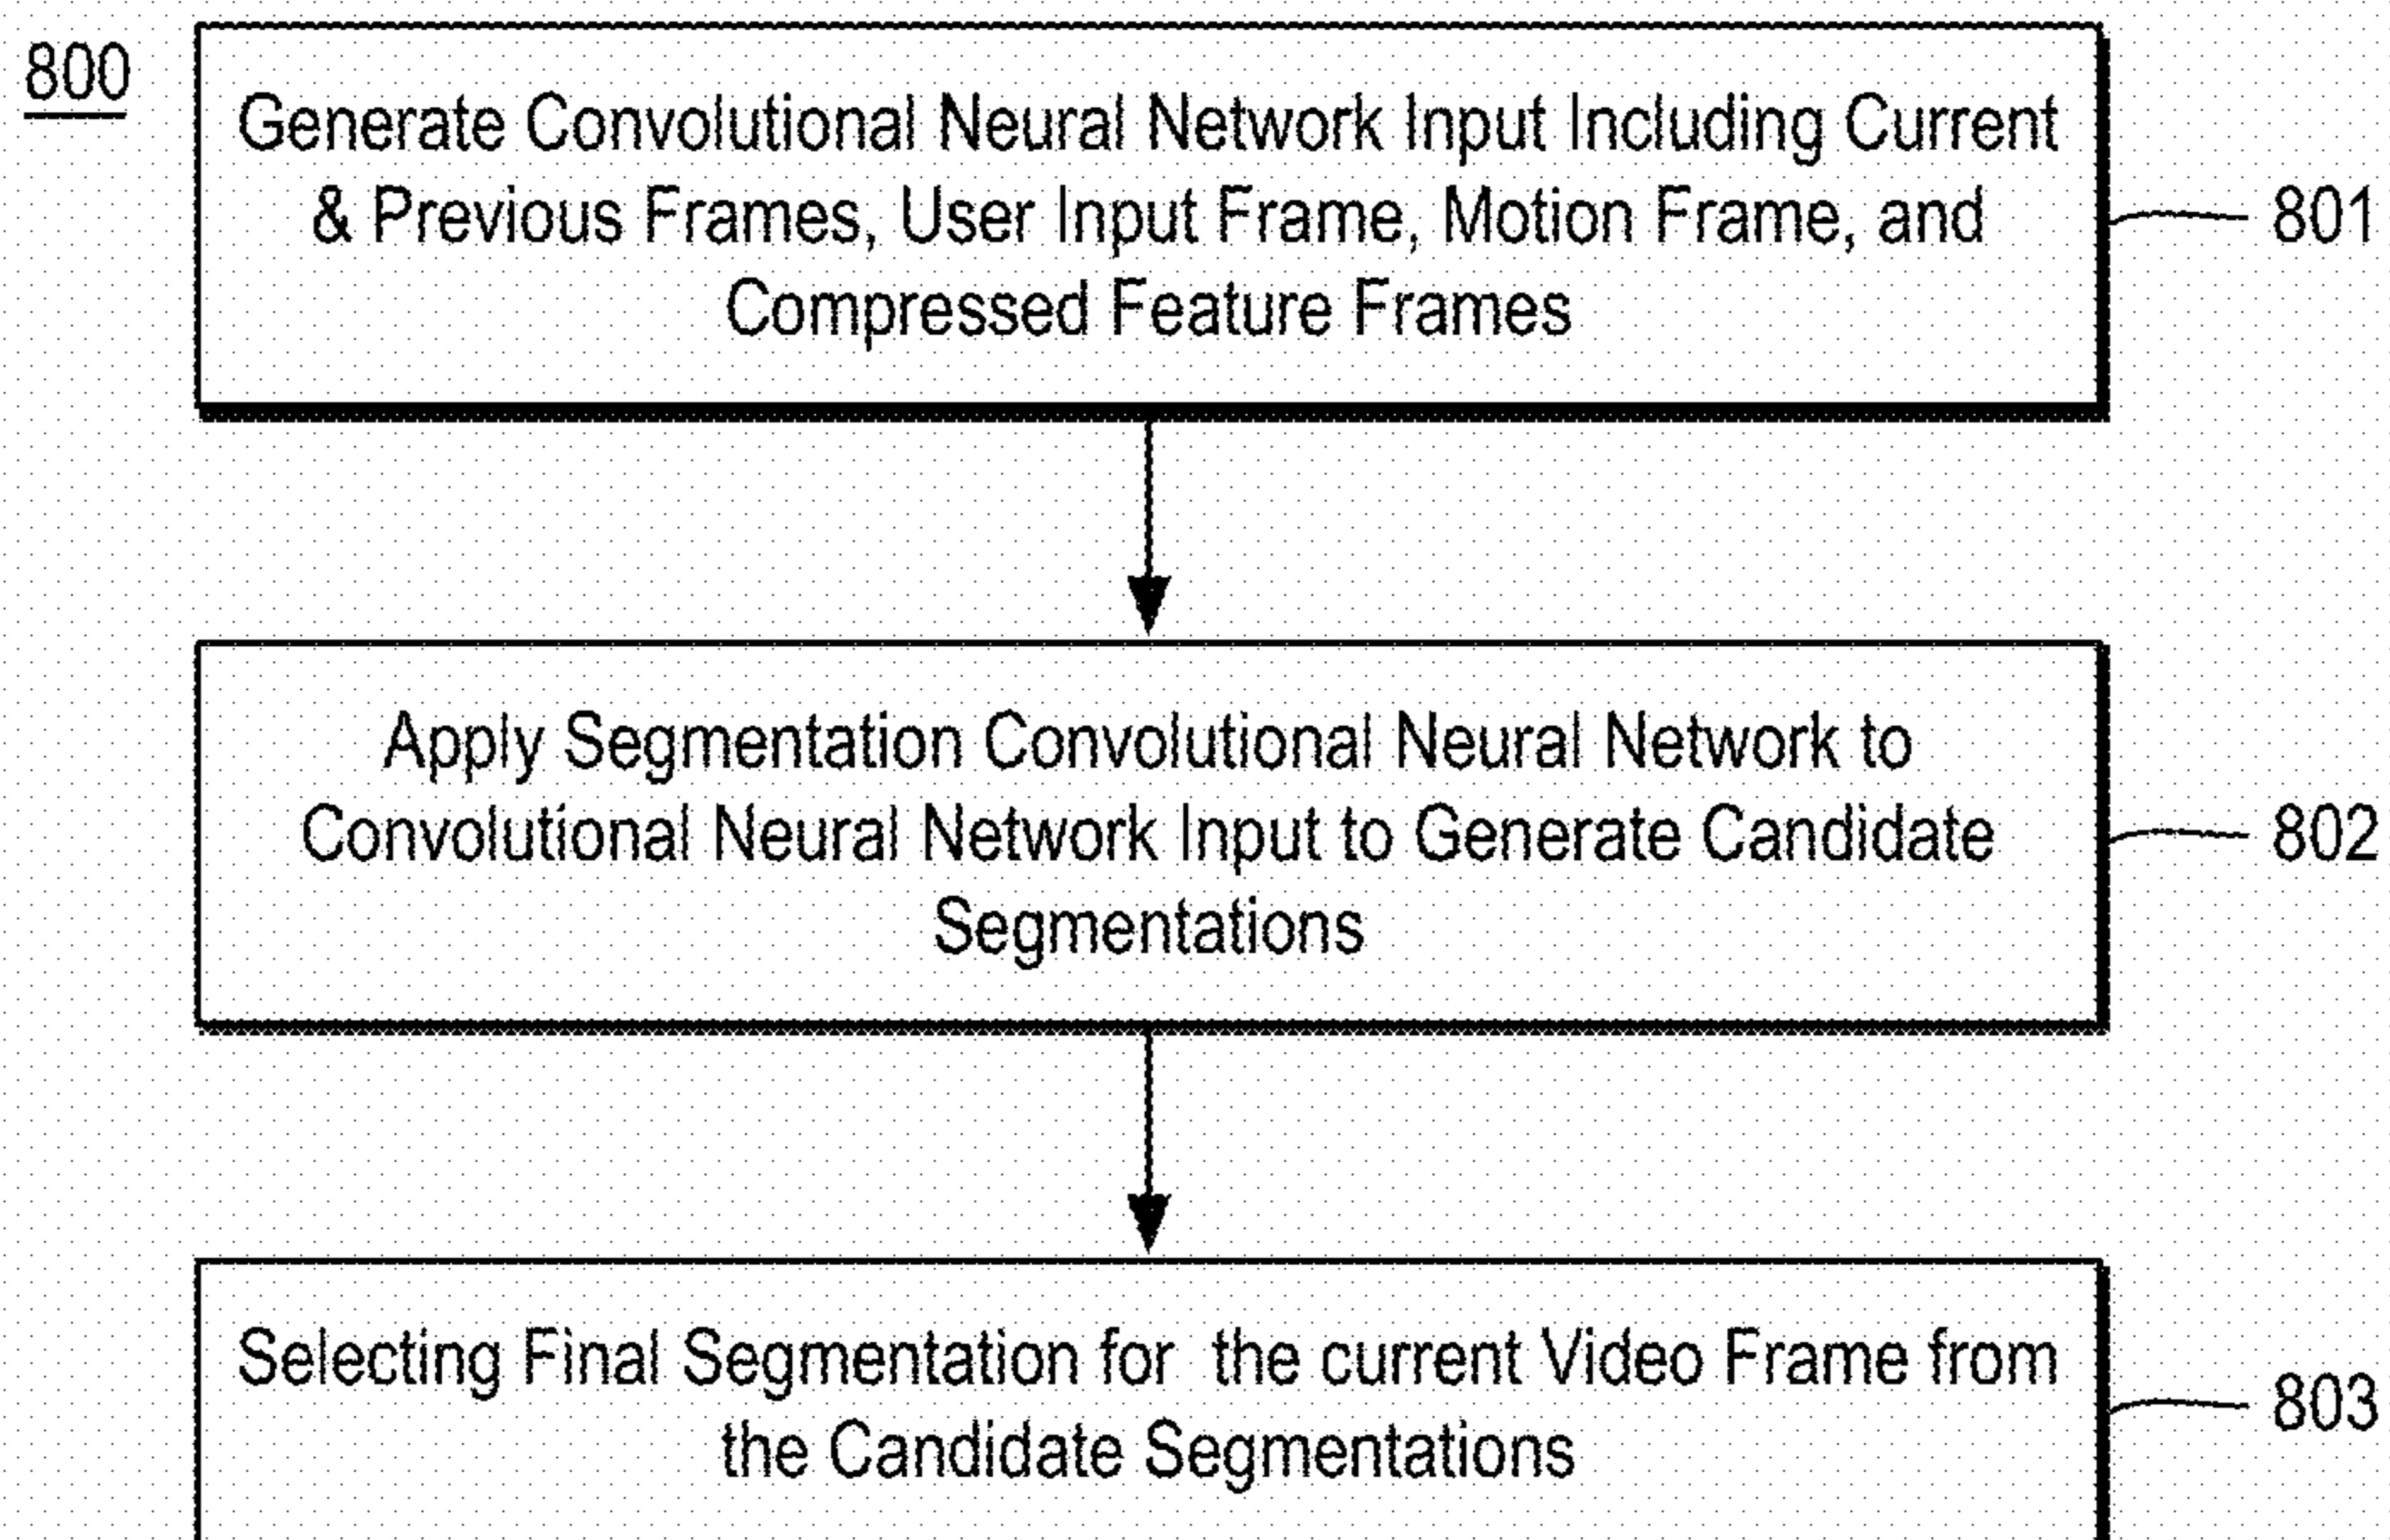 800
Generate Convolutional Neural Network Input Including Current
& Previous Frames, User Input Frame, Motion Frame, and
Compressed Feature Frames
801
Apply Segmentation Convolutional Neural Network to
Convolutional Neural Network Input to Generate Candidate
Segmentations
802
Selecting Final Segmentation for the current Video Frame from
the Candidate Segmentations
803